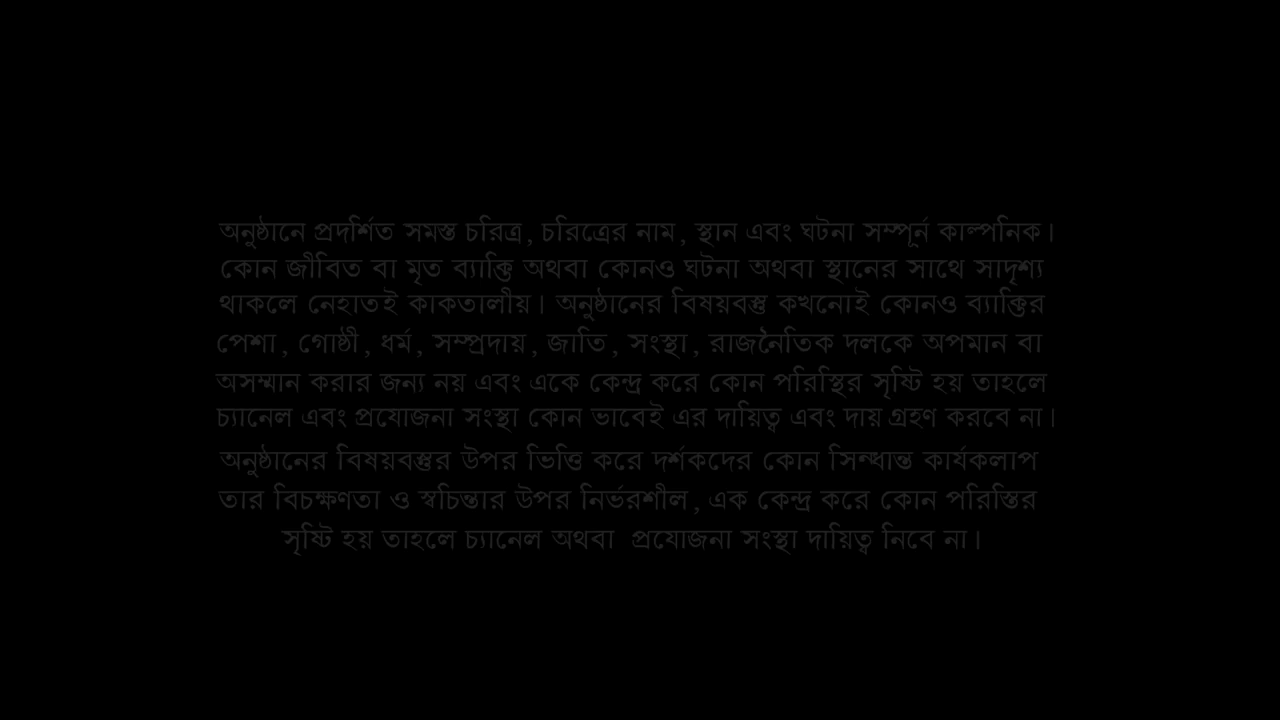 অনুষ্ঠানে প্রদর্শিত সমস্ত চরিত্র, চরিত্রের নাম, স্থান এবং ঘটনা সম্পূর্ন কাল্পনিক।
কোন জীবিত বা মৃত ব্যাক্তি অথবা কোনও ঘটনা অথবা স্থানের সাথে সাদৃশ্য
থাকলে নেহাতই কাকতালীয়। অনুষ্ঠানের বিষয়বস্তু কখনোই কোনও ব্যাক্তির
পেশা, গোষ্ঠী, ধর্ম, সম্প্রদায়, জাতি, সংস্থা, রাজনৈতিক দলকে অপমান বা
অসম্মান করার জন্য নয় এবং একে কেন্দ্র করে কোন পরিস্থির সৃষ্টি হয় তাহলে
চ্যানেল এবং প্রযোজনা সংস্থা কোন ভাবেই এর দায়িত্ব এবং দায় গ্রহণ করবে না।
অনুষ্ঠানের বিষয়বস্তুর উপর ভিত্তি করে দর্শকদের কোন সিন্ধান্ত কার্যকলাপ
তার বিচক্ষণতা ও স্বচিন্তার উপর নির্ভরশীল, এক কেন্দ্র করে কোন পরিস্তির
সৃষ্টি হয় তাহলে চ্যানেল অথবা প্রযোজনা সংস্থা দায়িত্ব নিবে না।